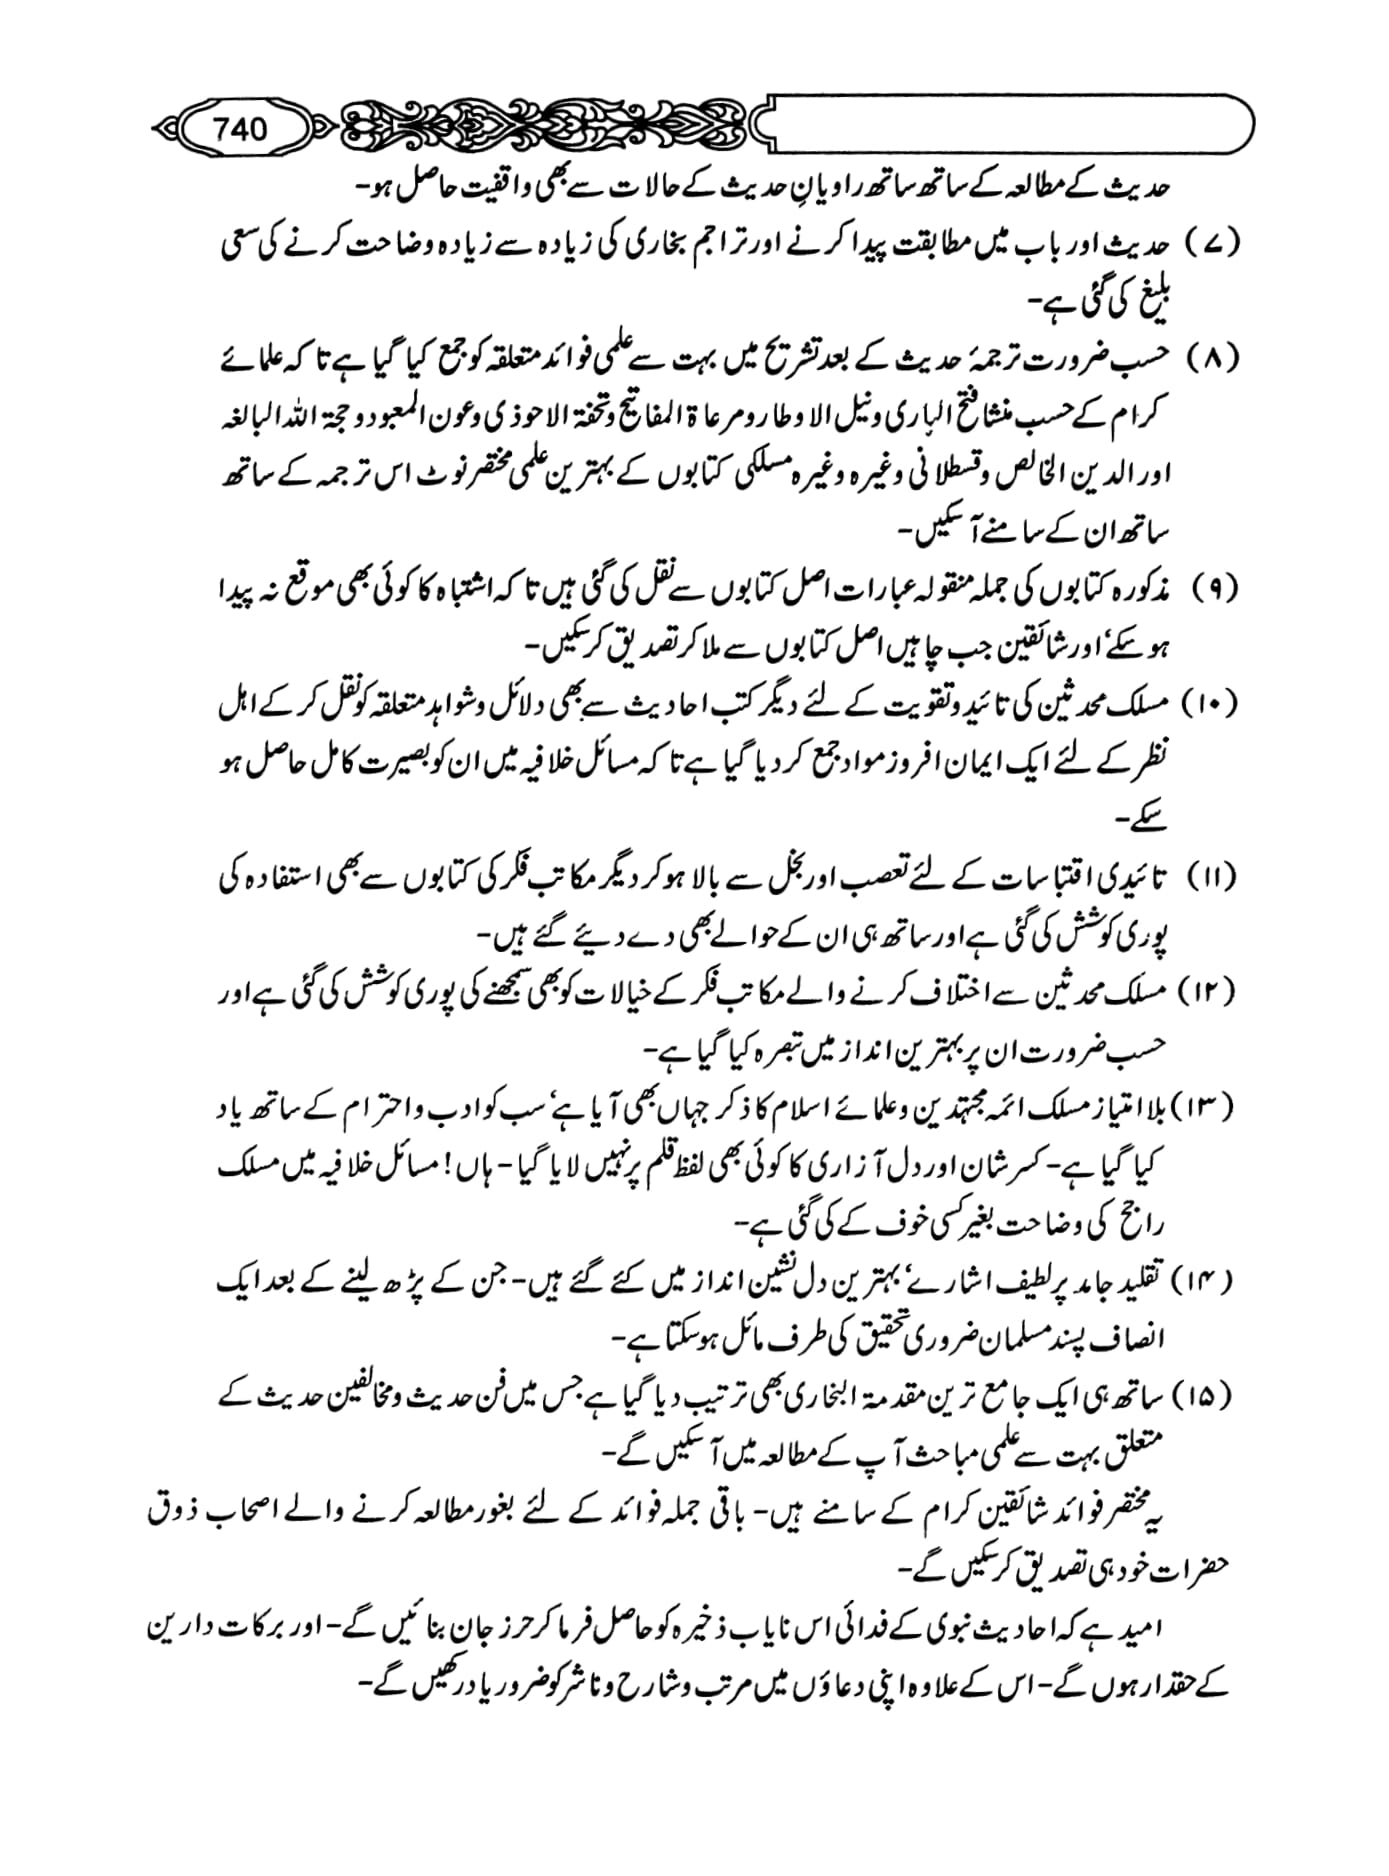 740
حدیث کے مطالعہ کے ساتھ ساتھ راویانِ حدیث کے حالات سے بھی واقفیت حاصل ہو-
(۷) حدیث اور باب میں مطابقت پیدا کرنے اور تراجم بخاری کی زیادہ سے زیادہ وضاحت کرنے کی سعی
بلیغ کی گئی ہے-
(۸) حسب ضرورت ترجمۂ حدیث کے بعد تشریح میں بہت سے علمی فوائد متعلقہ کو جمع کیا گیا ہے تا کہ علمائے
کرام کے حسب منشا فتح الباری و نیل الاوطار و مرعاۃ المفاتیح و تحفۃ الاحوذی و عون المعبود و حجۃ اللہ البالغہ
اور الدین الخالص و قسطلانی وغیرہ وغیرہ مسلکی کتابوں کے بہترین علمی مختصر نوٹ اس ترجمہ کے ساتھ
ساتھ ان کے سامنے آ سکیں-
(۹) مذکورہ کتابوں کی جملہ منقولہ عبارات اصل کتابوں سے نقل کی گئی ہیں تا کہ اشتباہ کا کوئی بھی موقع نہ پیدا
ہو سکے‘ اور شائقین جب چاہیں اصل کتابوں سے ملا کر تصدیق کر سکیں-
(۱۰) مسلک محدثین کی تائید و تقویت کے لئے دیگر کتب احادیث سے بھی دلائل و شواہد متعلقہ کو نقل کر کے اہل
نظر کے لئے ایک ایمان افروز مواد جمع کر دیا گیا ہے تا کہ مسائل خلافیہ میں ان کو بصیرت کامل حاصل ہو
سکے-
(۱۱) تائیدی اقتباسات کے لئے تعصب اور بخل سے بالا ہو کر دیگر مکاتب فکر کی کتابوں سے بھی استفادہ کی
پوری کوشش کی گئی ہے اور ساتھ ہی ان کے حوالے بھی دے دیئے گئے ہیں-
(۱۲) مسلک محدثین سے اختلاف کرنے والے مکاتب فکر کے خیالات کو بھی سمجھنے کی پوری کوشش کی گئی ہے اور
حسب ضرورت ان پر بہترین انداز میں تبصرہ کیا گیا ہے-
(۱۳) بلا امتیاز مسلک ائمہ مجتہدین و علمائے اسلام کا ذکر جہاں بھی آیا ہے‘ سب کو ادب و احترام کے ساتھ یاد
کیا گیا ہے- کسر شان اور دل آزاری کا کوئی بھی لفظ قلم پر نہیں لایا گیا- ہاں! مسائل خلافیہ میں مسلک
راجح کی وضاحت بغیر کسی خوف کے کی گئی ہے-
(۱۴) تقلید جامد پر لطیف اشارے‘ بہترین دل نشین انداز میں کئے گئے ہیں- جن کے پڑھ لینے کے بعد ایک
انصاف پسند مسلمان ضروری تحقیق کی طرف مائل ہو سکتا ہے-
(۱۵) ساتھ ہی ایک جامع ترین مقدمۃ البخاری بھی ترتیب دیا گیا ہے جس میں فن حدیث و مخالفین حدیث کے
متعلق بہت سے علمی مباحث آپ کے مطالعہ میں آ سکیں گے-
یہ مختصر فوائد شائقین کرام کے سامنے ہیں- باقی جملہ فوائد کے لئے بغور مطالعہ کرنے والے اصحاب ذوق
حضرات خود ہی تصدیق کر سکیں گے-
امید ہے کہ احادیث نبوی کے فدائی اس نایاب ذخیرہ کو حاصل فرما کر حرز جان بنائیں گے- اور برکات دارین
کے حقدار ہوں گے- اس کے علاوہ اپنی دعاؤں میں مرتب و شارح و ناشر کو ضرور یاد رکھیں گے-